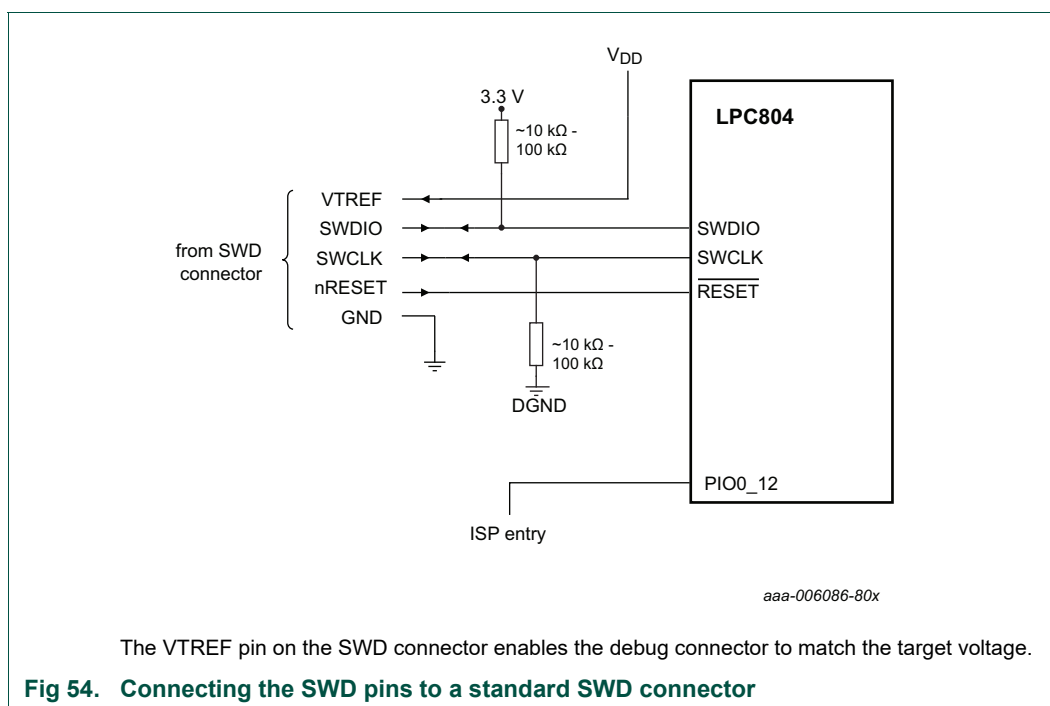 VDD
3.3 V
~10 kΩ -
100 kΩ
LPC804
VTREF
SWDIO
SWCLK
nRESET
GND
from SWD
connector
SWDIO
SWCLK
RESET
~10 kΩ -
100 kΩ
DGND
PIO0_12
ISP entry
aaa-006086-80x
The VTREF pin on the SWD connector enables the debug connector to match the target voltage.
Fig 54. Connecting the SWD pins to a standard SWD connector